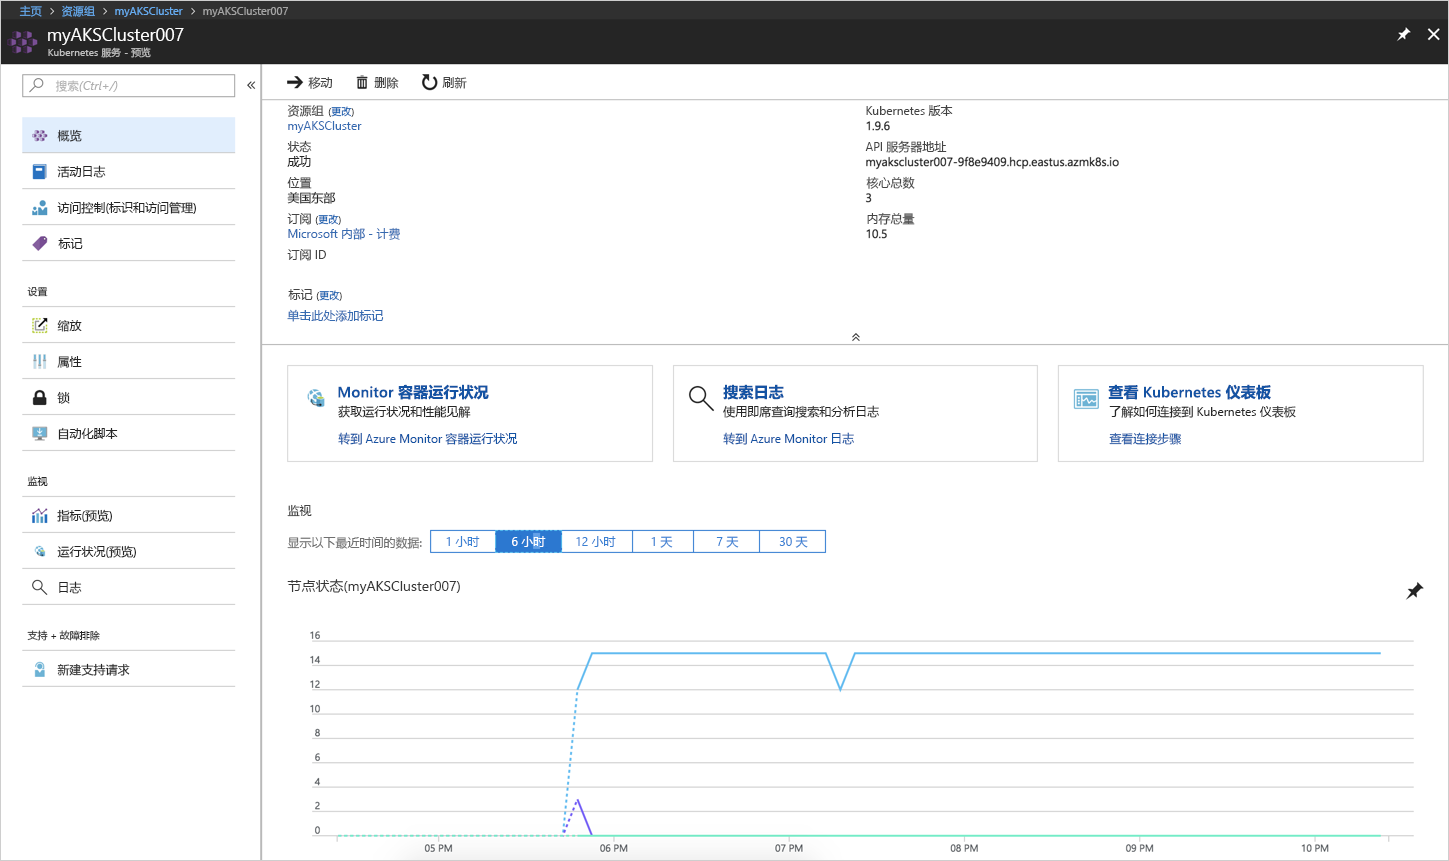 主页 > 资源组 > myAKSCluster > myAKSCluster007
myAKSCluster007
Kubernetes 服务 - 预览
搜索(Ctrl+/)
«
概览
活动日志
访问控制(标识和访问管理)
标记
设置
缩放
属性
锁
自动化脚本
监视
指标(预览)
运行状况(预览)
日志
支持 + 故障排除
新建支持请求
移动 删除 刷新
资源组 (更改)
myAKSCluster
状态
成功
位置
美国东部
订阅 (更改)
Microsoft 内部 - 计费
订阅 ID
标记 (更改)
单击此处添加标记
Kubernetes 版本
1.9.6
API 服务器地址
myakscluster007-9f8e9409.hcp.eastus.azmk8s.io
核心总数
3
内存总量
10.5
Monitor 容器运行状况
获取运行状况和性能见解
转到 Azure Monitor 容器运行状况
搜索日志
使用即席查询搜索和分析日志
转到 Azure Monitor 日志
查看 Kubernetes 仪表板
了解如何连接到 Kubernetes 仪表板
查看连接步骤
监视
显示以下最近时间的数据: 1 小时 6 小时 12 小时 1 天 7 天 30 天
节点状态(myAKSCluster007)
16
14
12
10
8
6
4
2
0
05 PM 06 PM 07 PM 08 PM 09 PM 10 PM